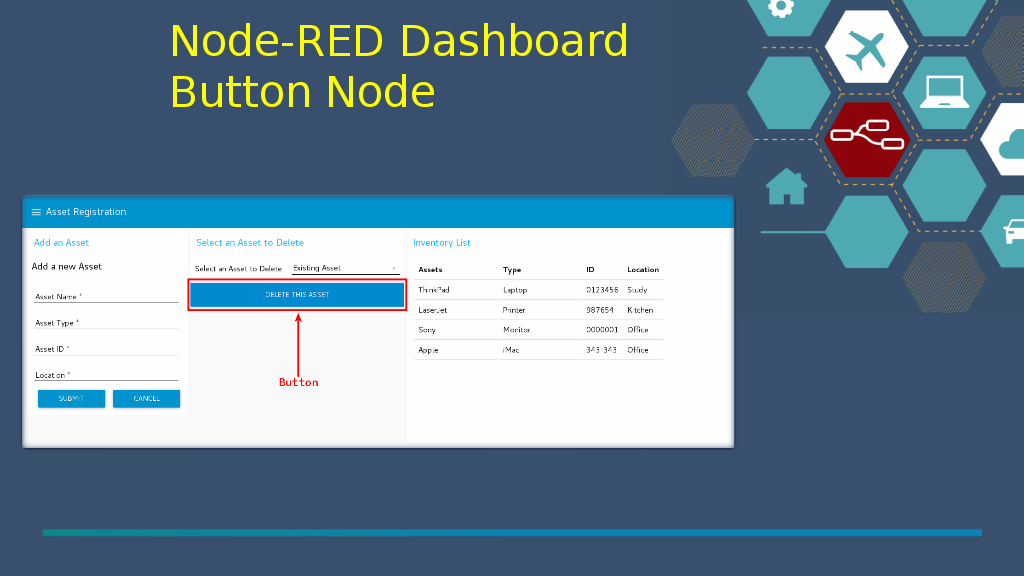 Node-RED Dashboard
Button Node
Asset Registration
Add an Asset
Add a new Asset
Asset Name *
Asset Type *
Asset ID *
Location *
SUBMIT
CANCEL
Select an Asset to Delete
Select an Asset to Delete Existing Asset
DELETE THIS ASSET
Button
Inventory List
Assets Type ID Location
ThinkPad Laptop 0123456 Study
LaserJet Printer 987654 Kitchen
Sony Monitor 0000001 Office
Apple iMac 343-343 Office